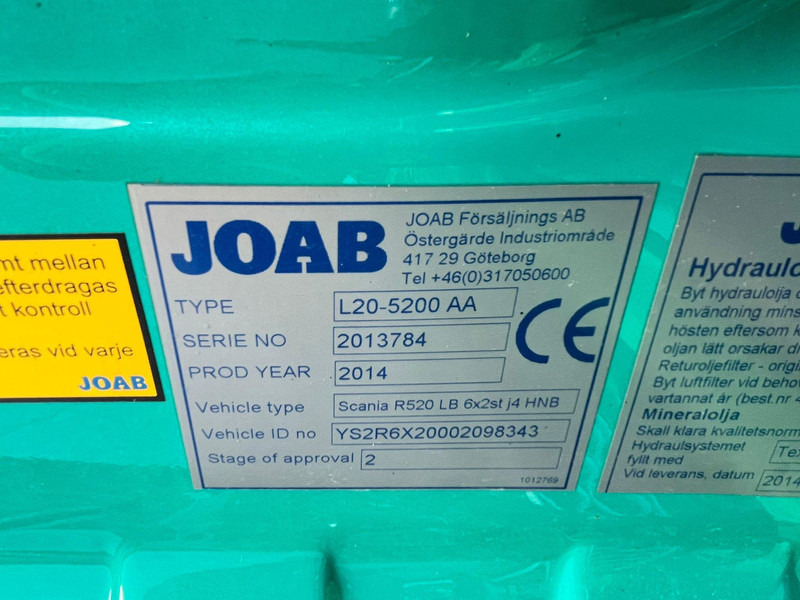 mt mellan
efterdragas
t kontroll
eras vid varje
JOAB
JOAB
JOAB Försäljnings AB
Östergärde Industriområde
417 29 Göteborg
Tel +46(0)317050600
TYPE L20-5200 AA
SERIE NO 2013784
PROD YEAR 2014
CE
Vehicle type Scania R520 LB 6x2st j4 HNB
Vehicle ID no YS2R6X20002098343
Stage of approval 2
1012769
J
Hydraulo
Byt hydraulolja
användning mins
hösten eftersom k
oljan lätt orsakar dr
Returoljefilter - origi
Byt luftfilter vid beho
vartannat år (best.nr 4
Mineralolja
Skall klara kvalitetsnorm
Hydraulsystemet
fyllt med
Tex
Vid leverans, datum 2014